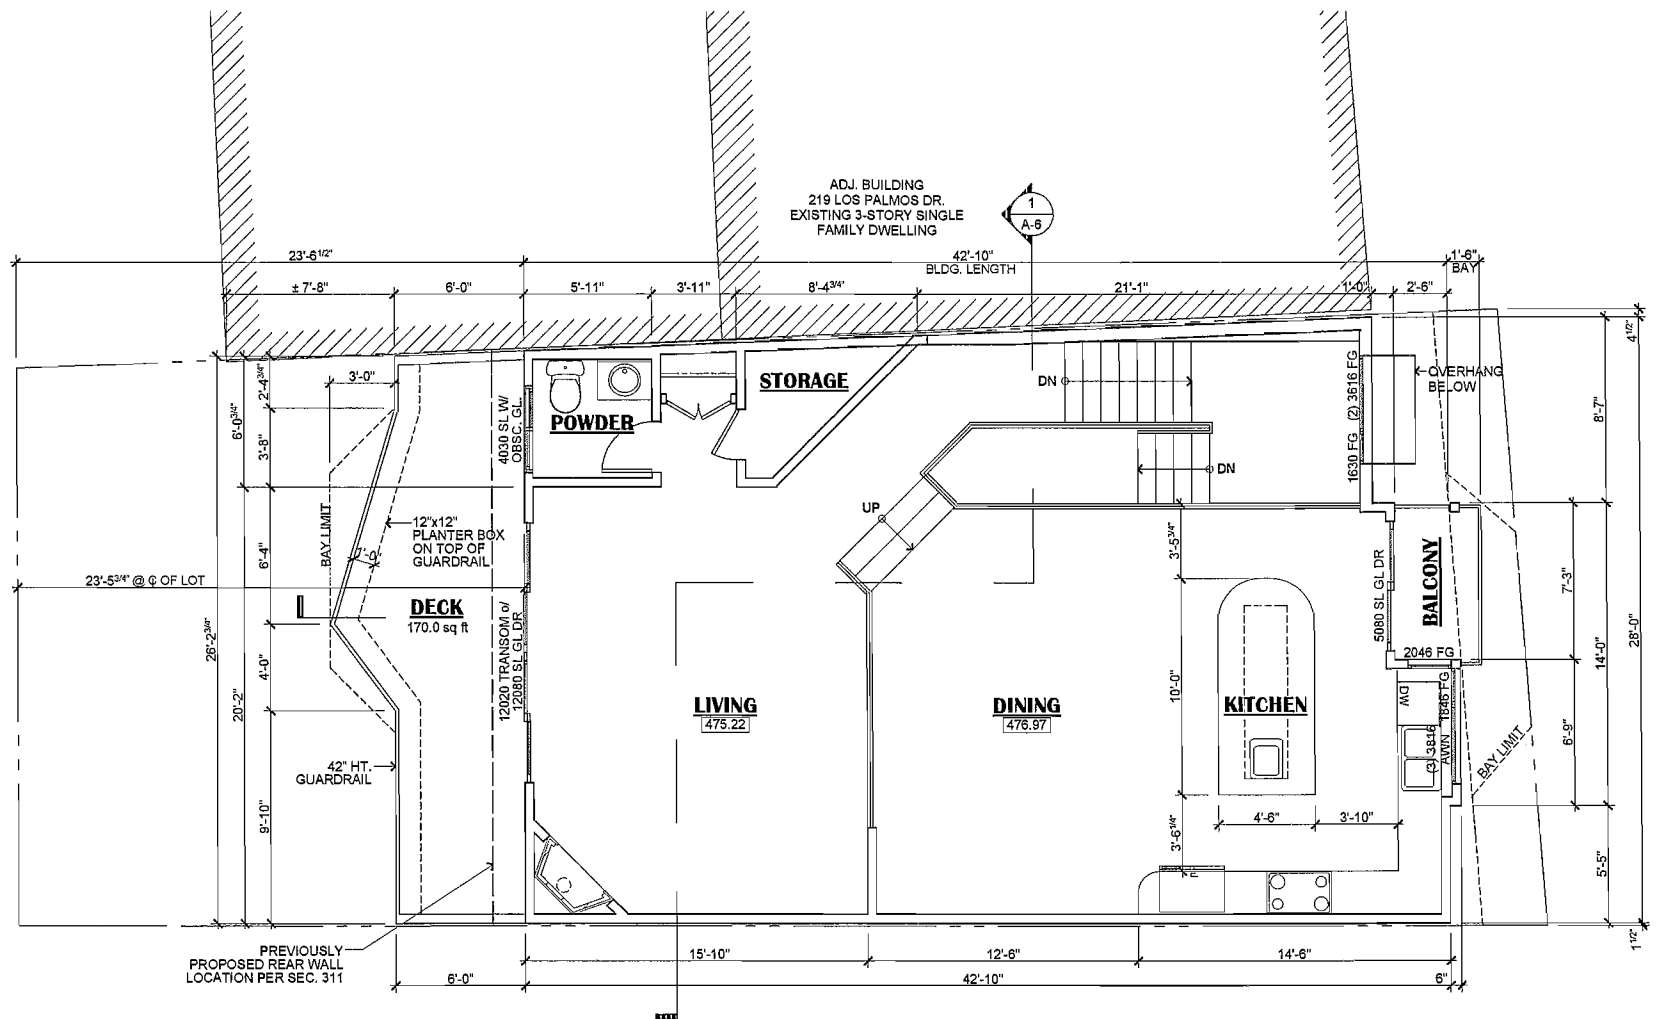 ADJ. BUILDING
219 LOS PALMOS DR.
EXISTING 3-STORY SINGLE
FAMILY DWELLING
1
A-6
23'-6 1/2"
42'-10"
BLDG. LENGTH
1'-6"
BAY
± 7'-8"
6'-0"
5'-11"
3'-11"
8'-4 3/4"
21'-1"
1'-0"
2'-6"
4 1/2"
3'-0"
2'-4 3/4"
6'-0 3/4"
3'-8"
4030 SL W/
OBSC. GL.
POWDER
STORAGE
DN
DN
UP
1630 FG (2) 3616 FG
OVERHANG
BELOW
8'-7"
BAY LIMIT
12"x12"
PLANTER BOX
ON TOP OF
GUARDRAIL
1'-0"
6'-4"
23'-5 3/4" @ ℄ OF LOT
DECK
170.0 sq ft
12020 TRANSOM o/
12080 SL GL DR
26'-2 3/4"
20'-2"
4'-0"
9'-10"
42" HT.
GUARDRAIL
LIVING
475.22
DINING
476.97
KITCHEN
3'-5 3/4"
10'-0"
3'-6 1/4"
4'-6"
3'-10"
5080 SL GL DR
BALCONY
2046 FG
DW
1846 FG
(3) 3816
AWN
BAY LIMIT
7'-3"
14'-0"
28'-0"
6'-9"
5'-5"
1 1/2"
PREVIOUSLY
PROPOSED REAR WALL
LOCATION PER SEC. 311
15'-10"
12'-6"
14'-6"
6'-0"
42'-10"
6"